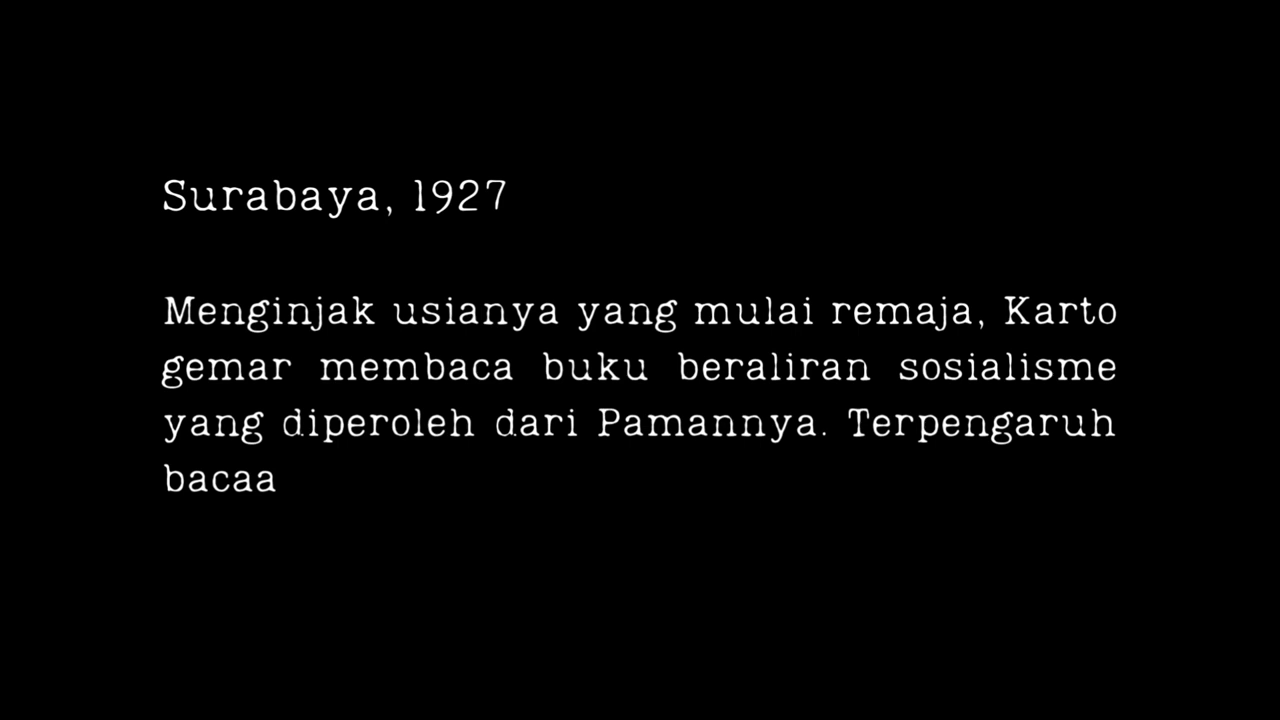 Surabaya, 1927
Menginjak usianya yang mulai remaja, Karto
gemar membaca buku beraliran sosialisme
yang diperoleh dari Pamannya. Terpengaruh
bacaa